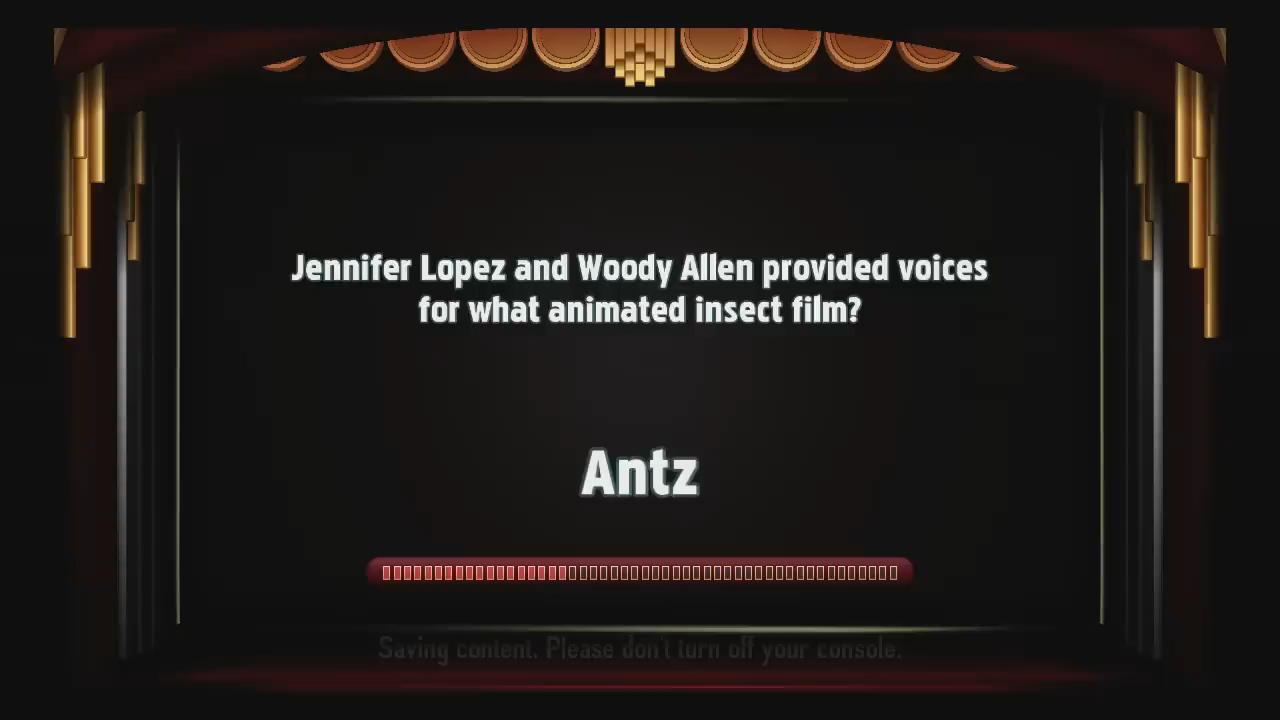 Jennifer Lopez and Woody Allen provided voices
for what animated insect film?
Antz
Saving content. Please don't turn off your console.